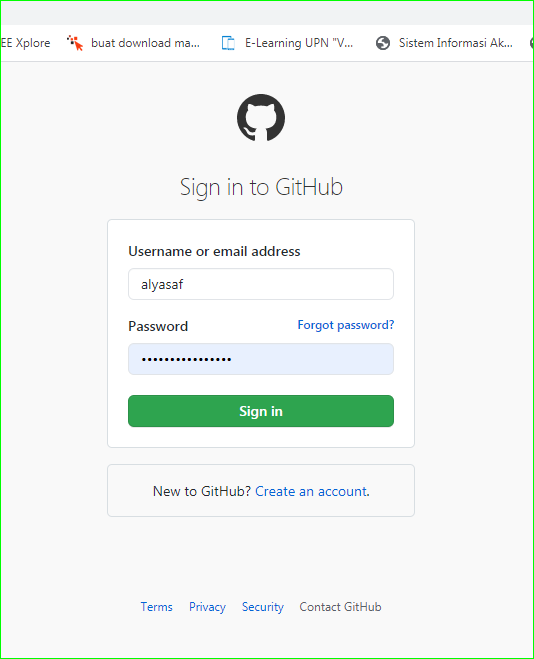 EE Xplore buat download ma... E-Learning UPN "V... Sistem Informasi Ak...
Sign in to GitHub
Username or email address
alyasaf
Password Forgot password?
••••••••••••••••
Sign in
New to GitHub? Create an account.
Terms Privacy Security Contact GitHub